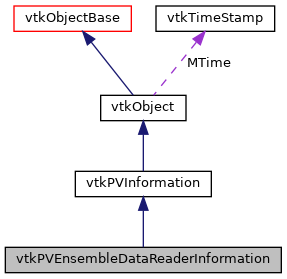 vtkObjectBase
vtkTimeStamp
MTime
vtkObject
vtkPVInformation
vtkPVEnsembleDataReaderInformation